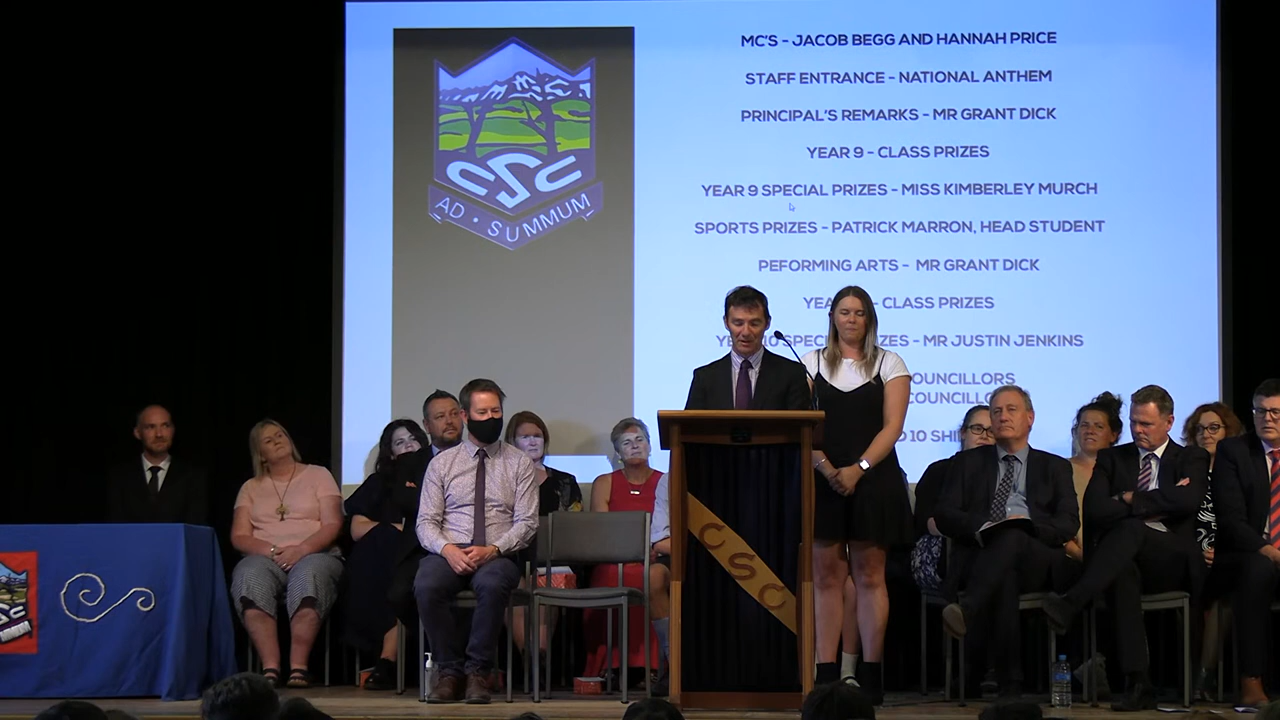 MC'S - JACOB BEGG AND HANNAH PRICE
STAFF ENTRANCE - NATIONAL ANTHEM
PRINCIPAL'S REMARKS - MR GRANT DICK
YEAR 9 - CLASS PRIZES
YEAR 9 SPECIAL PRIZES - MISS KIMBERLEY MURCH
SPORTS PRIZES - PATRICK MARRON, HEAD STUDENT
PEFORMING ARTS - MR GRANT DICK
- CLASS PRIZES
10 - MR JUSTIN JENKINS
10
CSC
AD · SUMMUM
CSC